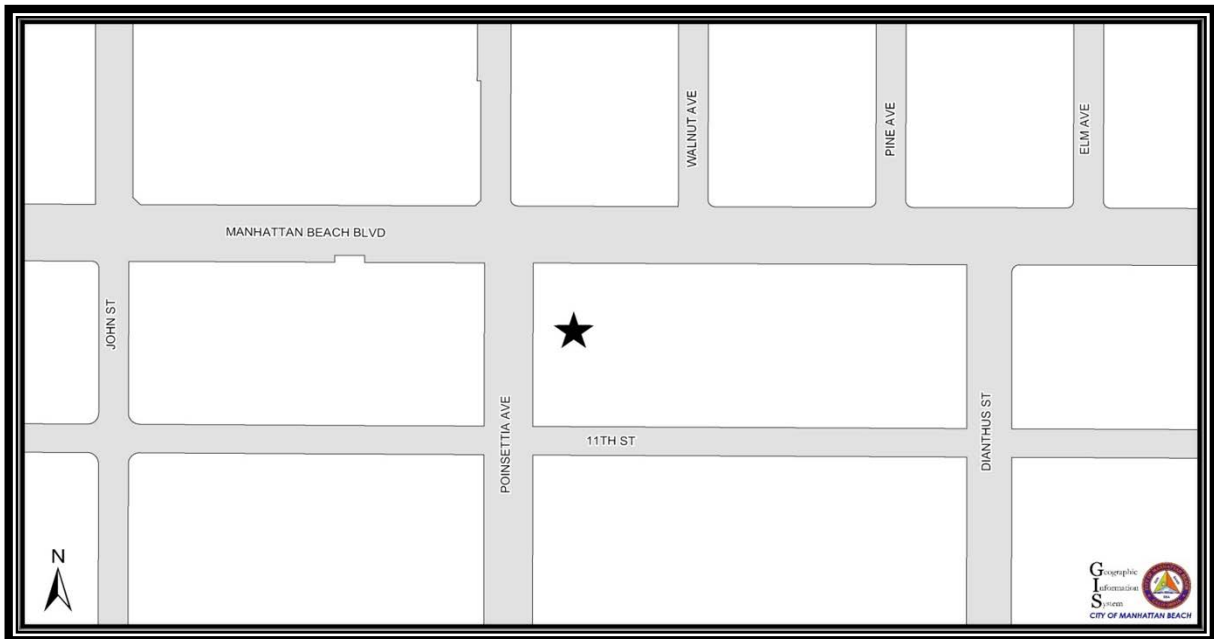 WALNUT AVE
PINE AVE
ELM AVE
MANHATTAN BEACH BLVD
JOHN ST
POINSETTIA AVE
11TH ST
DIANTHUS ST
N
Geographic
Information
System
CITY OF MANHATTAN BEACH